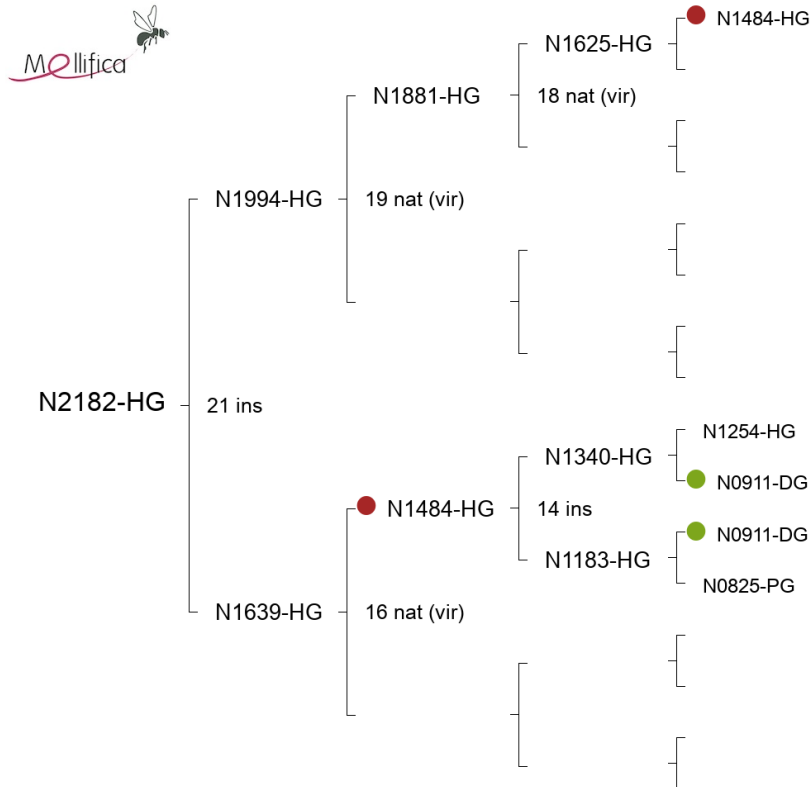 Mellifica
N1484-HG
N1625-HG
N1881-HG
18 nat (vir)
N1994-HG
19 nat (vir)
N2182-HG
21 ins
N1254-HG
N1340-HG
N0911-DG
N1484-HG
14 ins
N0911-DG
N1183-HG
N0825-PG
N1639-HG
16 nat (vir)